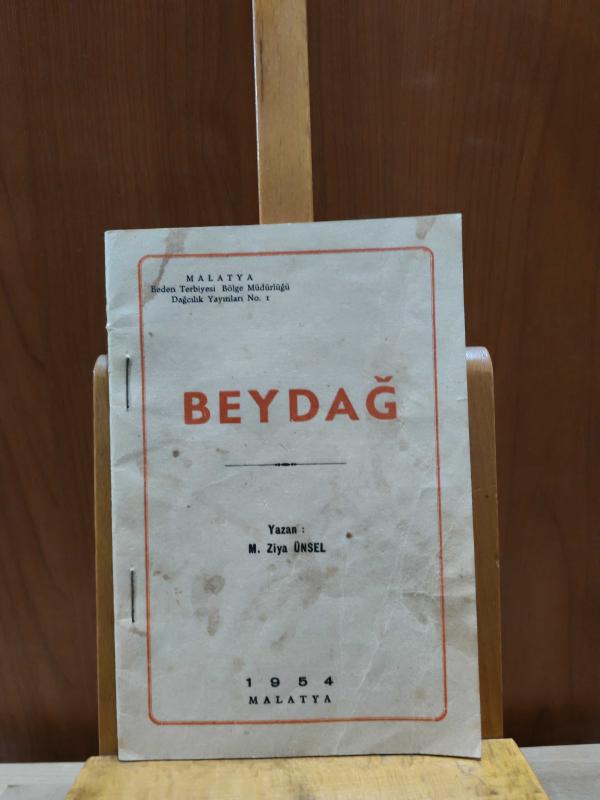 MALATYA
Beden Terbiyesi Bölge Müdürlüğü
Dağcılık Yayınları No. 1
BEYDAĞ
Yazan :
M. Ziya ÜNSEL
1954
MALATYA